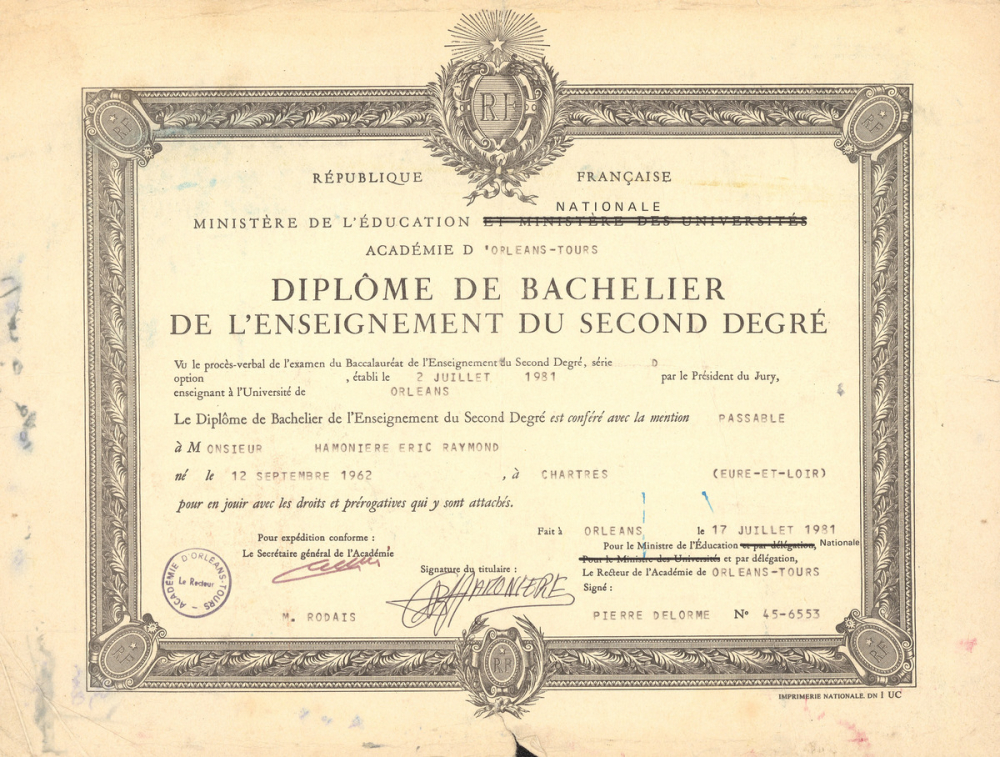 RF
RF
RF
RÉPUBLIQUE FRANÇAISE
NATIONALE
MINISTÈRE DE L'ÉDUCATION ET MINISTÈRE DES UNIVERSITÉS
ACADÉMIE D 'ORLEANS-TOURS
DIPLÔME DE BACHELIER
DE L'ENSEIGNEMENT DU SECOND DEGRÉ
Vu le procès-verbal de l'examen du Baccalauréat de l'Enseignement du Second Degré, série D
option , établi le 2 JUILLET 1981 par le Président du Jury,
enseignant à l'Université de ORLEANS
Le Diplôme de Bachelier de l'Enseignement du Second Degré est conféré avec la mention PASSABLE
à M ONSIEUR HAMONIERE ERIC RAYMOND
né le 12 SEPTEMBRE 1962 , à CHARTRES (EURE-ET-LOIR)
pour en jouir avec les droits et prérogatives qui y sont attachés.
Fait à ORLEANS le 17 JUILLET 1981
Pour expédition conforme :
Pour le Ministre de l'Éducation et par délégation, Nationale
Le Secrétaire général de l'Académie
Pour le Ministre des Universités et par délégation,
Signature du titulaire :
Le Recteur de l'Académie de ORLEANS-TOURS
ACADÉMIE D'ORLEANS-TOURS
Le Recteur
Signé :
HAMONIERE
M. RODAIS
PIERRE DELORME N° 45-6553
RF
RF
RF
IMPRIMERIE NATIONALE. DN 1 UC